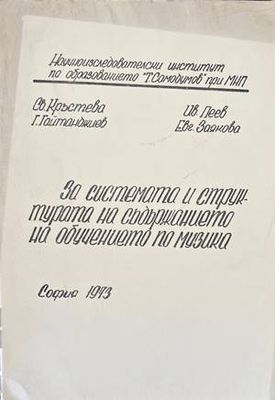 Научноизследователски институт
по образованието "Т. Самодумов" при МНП
Св. Кръстева Ив. Пеев
Г. Гайтанджиев Евг. Заякова
За системата и струк-
турата на съдържанието
на обучението по музика
София 1973